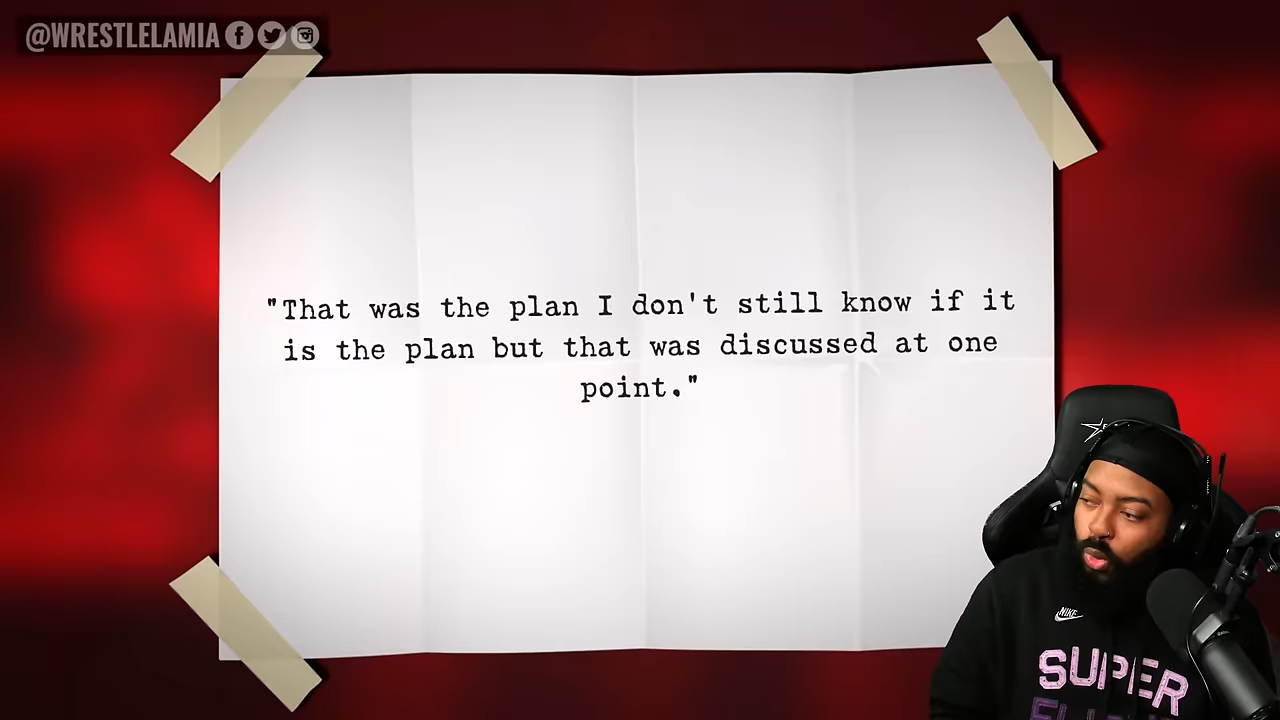 @WRESTLELAMIA
"That was the plan I don't still know if it
is the plan but that was discussed at one
point."
NIKE
SUPER